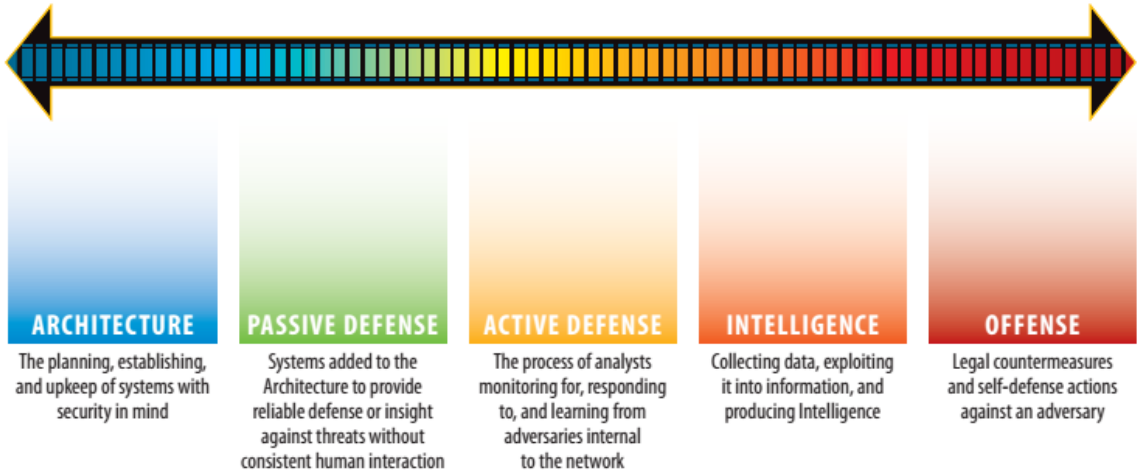 ARCHITECTURE
The planning, establishing,
and upkeep of systems with
security in mind
PASSIVE DEFENSE
Systems added to the
Architecture to provide
reliable defense or insight
against threats without
consistent human interaction
ACTIVE DEFENSE
The process of analysts
monitoring for, responding
to, and learning from
adversaries internal
to the network
INTELLIGENCE
Collecting data, exploiting
it into information, and
producing Intelligence
OFFENSE
Legal countermeasures
and self-defense actions
against an adversary